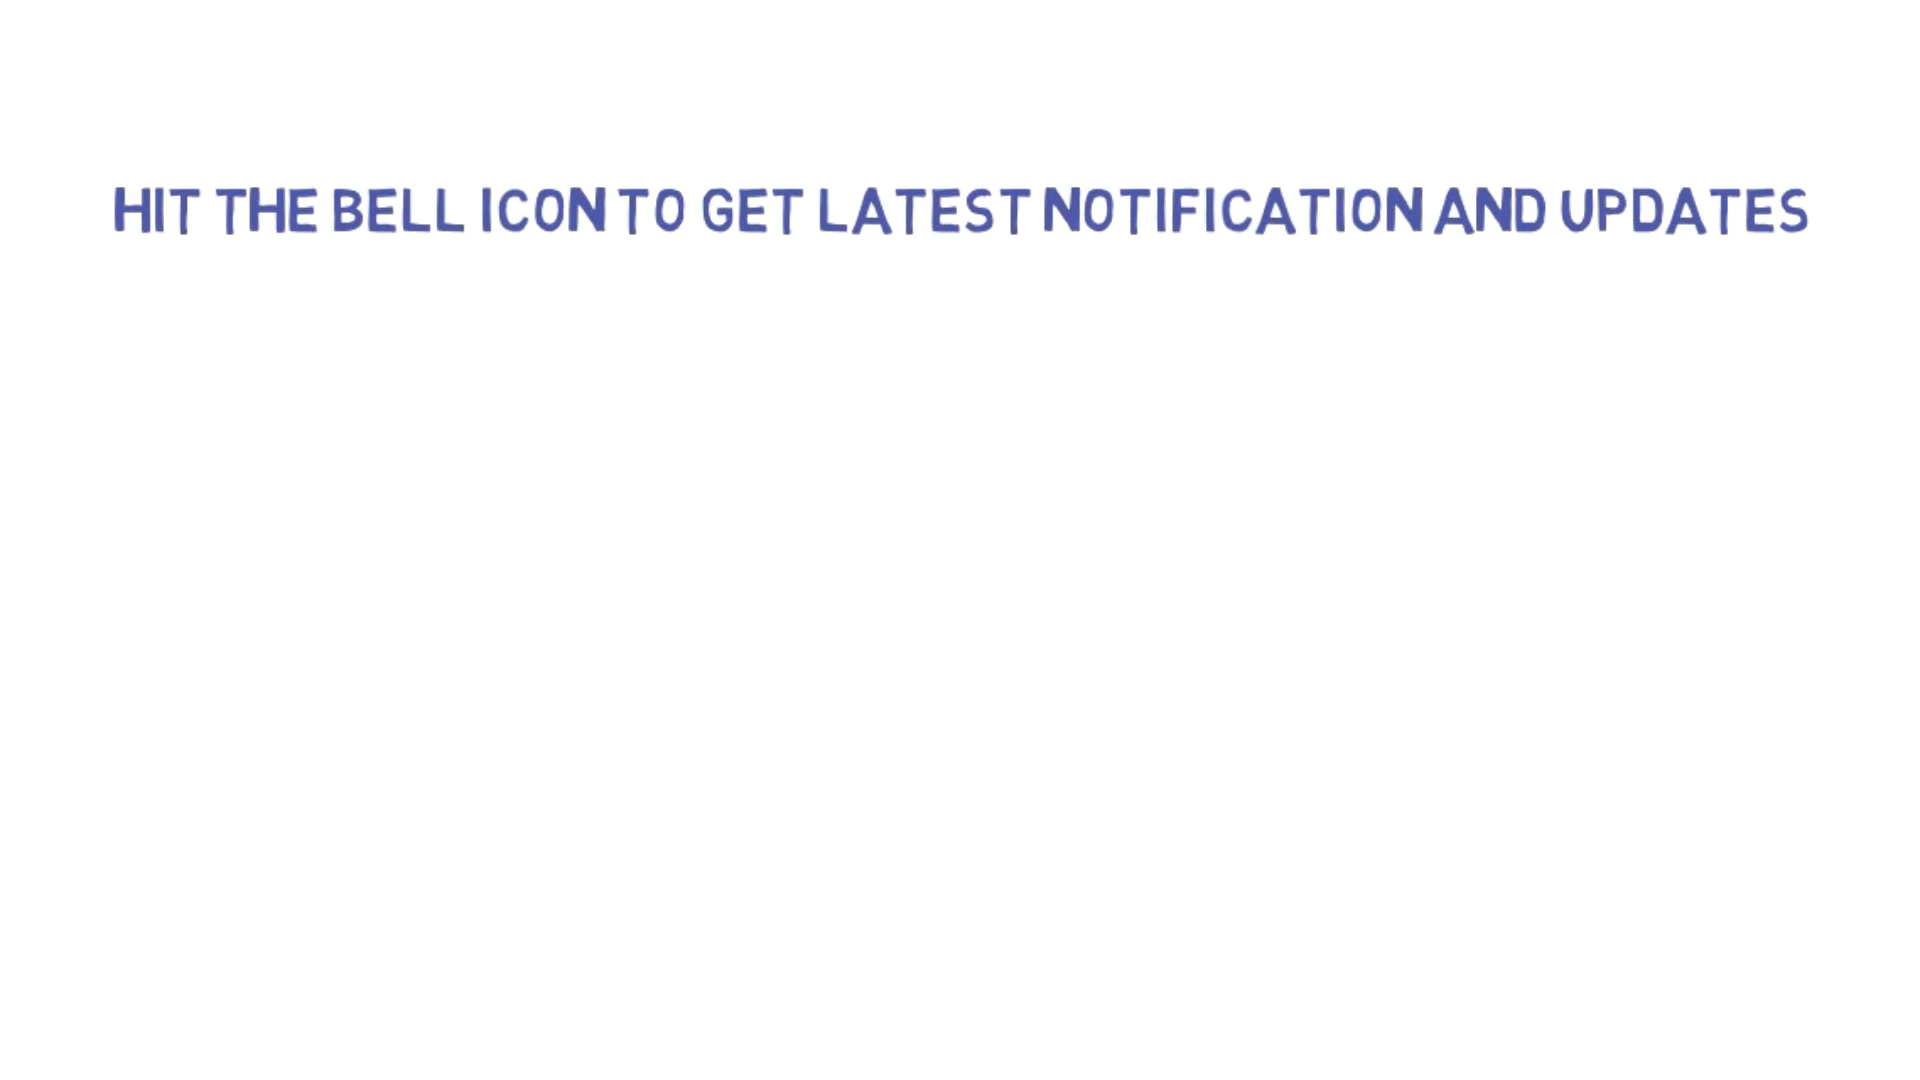 HIT THE BELL ICON TO GET LATEST NOTIFICATION AND UPDATES